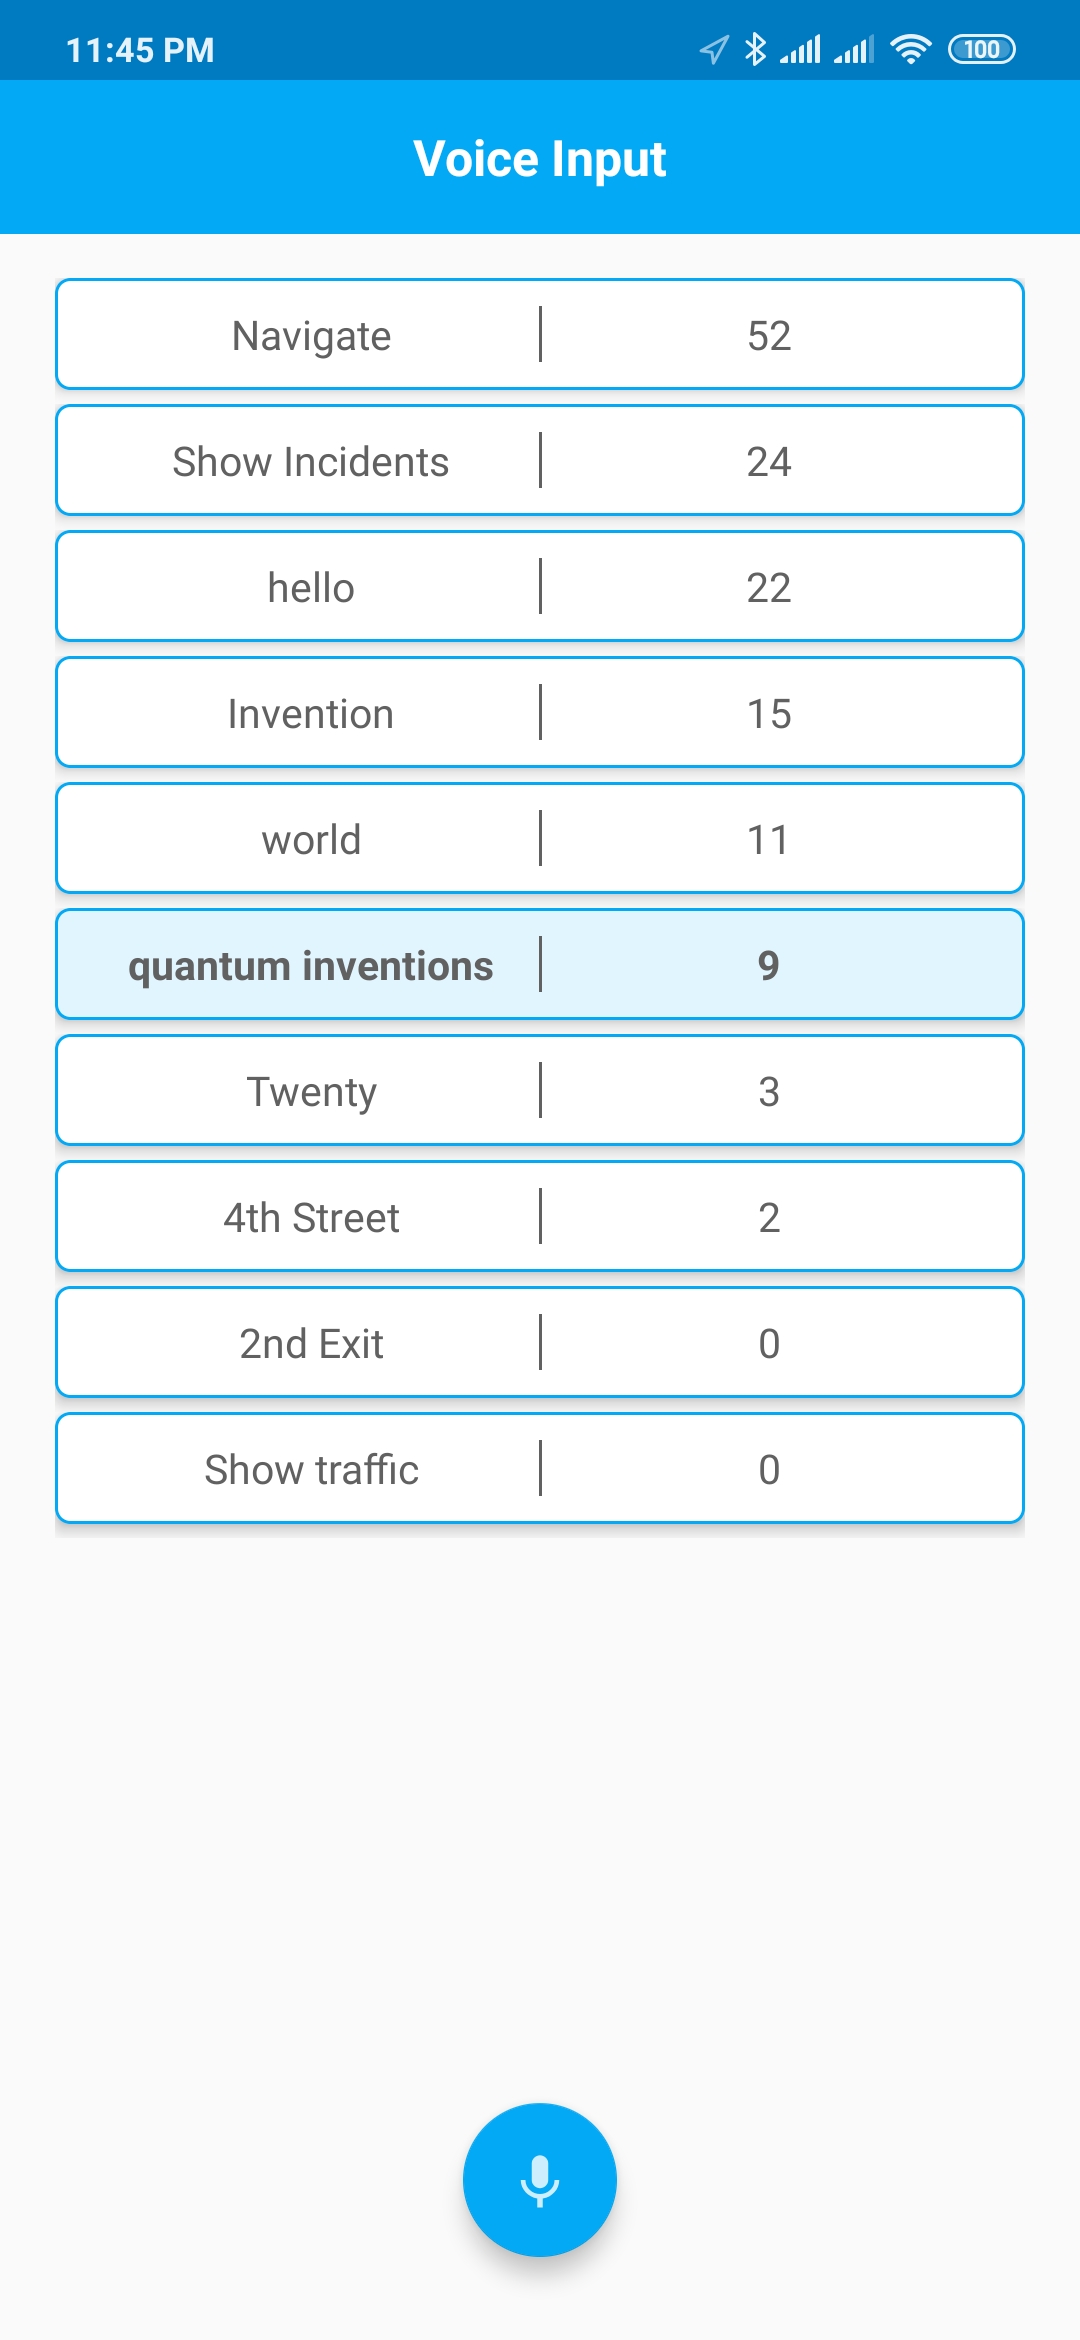 11:45 PM 100
Voice Input
Navigate 52
Show Incidents 24
hello 22
Invention 15
world 11
quantum inventions 9
Twenty 3
4th Street 2
2nd Exit 0
Show traffic 0